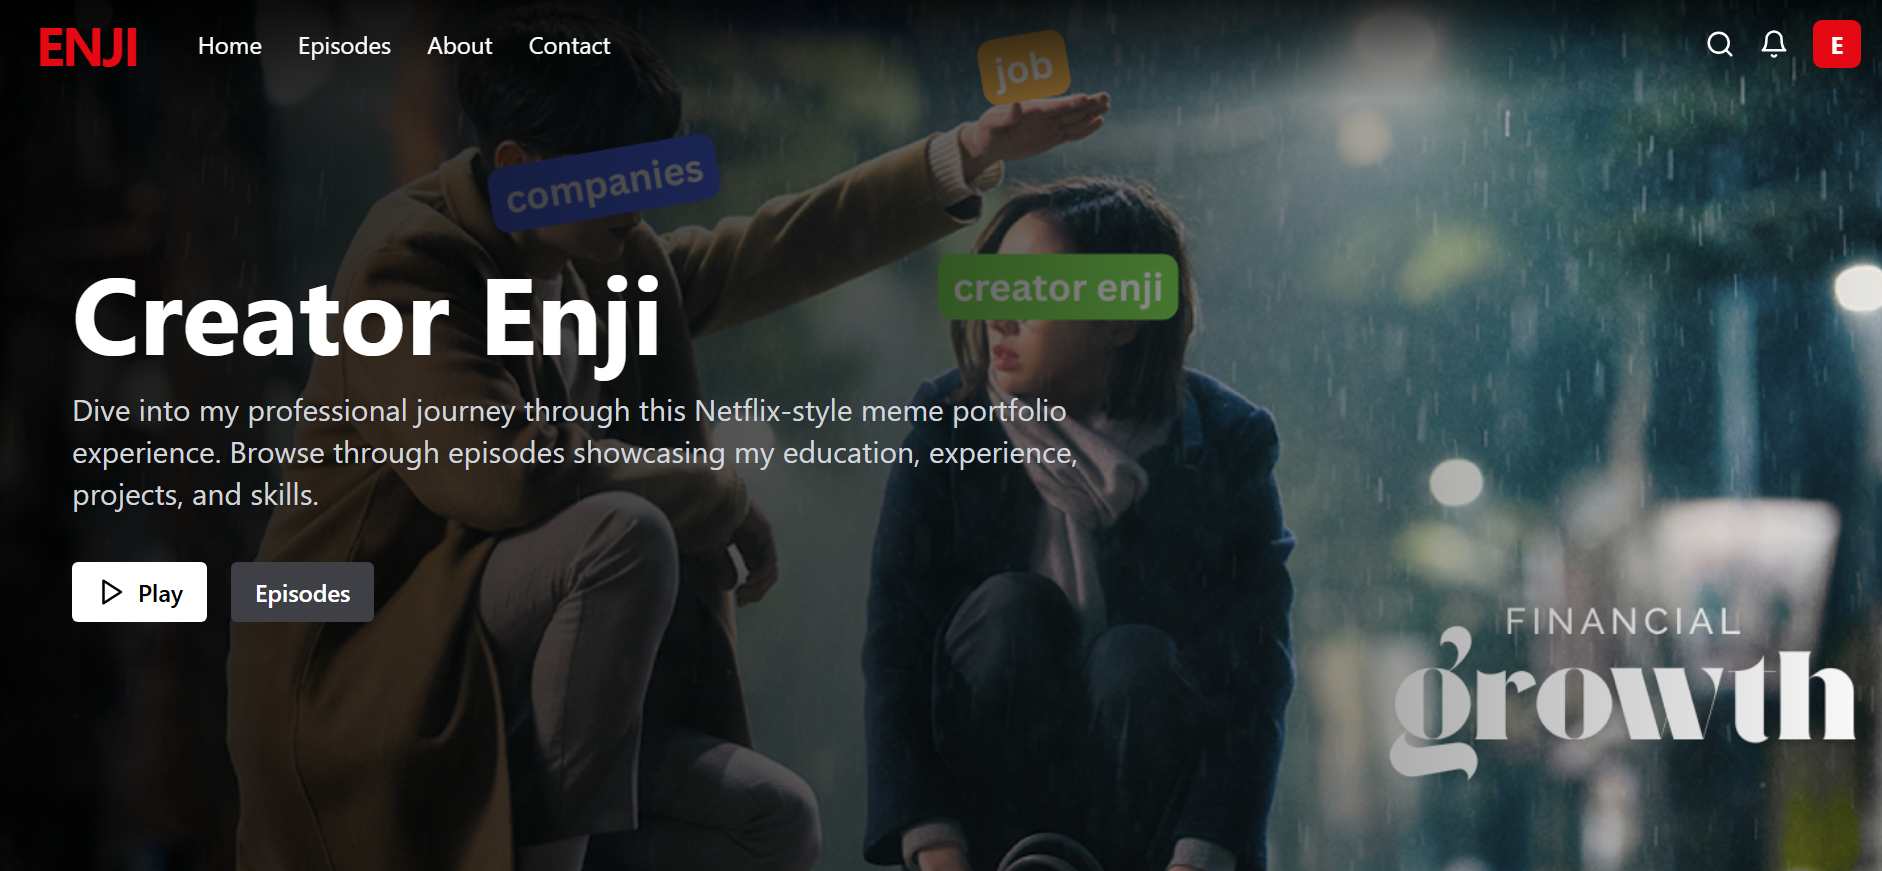 ENJI
Home Episodes About Contact
E
job
companies
creator enji
Creator Enji
Dive into my professional journey through this Netflix-style meme portfolio
experience. Browse through episodes showcasing my education, experience,
projects, and skills.
Play
Episodes
FINANCIAL
growth